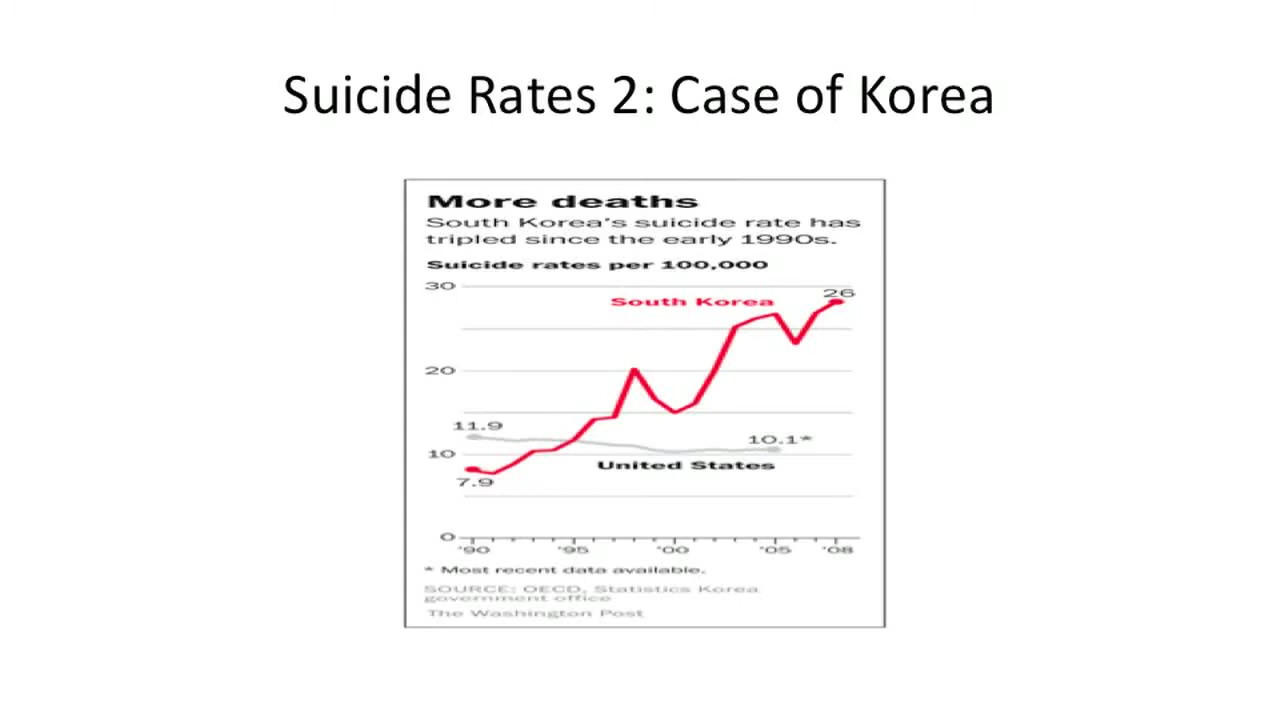 Suicide Rates 2: Case of Korea
More deaths
South Korea's suicide rate has
tripled since the early 1990s.
Suicide rates per 100,000
30
26
South Korea
20
11.9
10.1*
10
United States
7.9
0
'90 '95 '00 '05 '08
* Most recent data available.
SOURCE: OECD, Statistics Korea
government office
The Washington Post